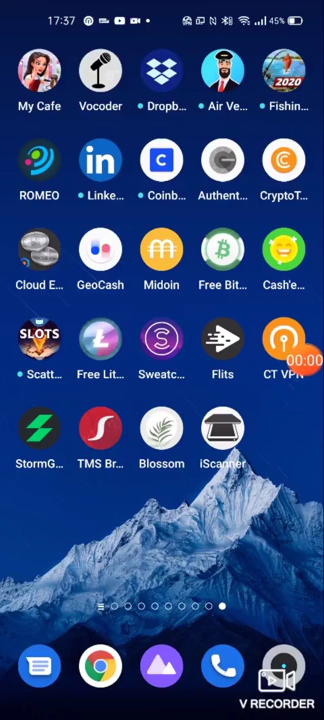 17:37
45%
My Cafe Vocoder Dropb... Air Ve... Fishin...
2020
ROMEO Linke... Coinb... Authent... CryptoT...
Cloud E... GeoCash Midoin Free Bit... Cash'e...
SLOTS
00:00
Scatt... Free Lit... Sweatc... Flits CT VPN
StormG... TMS Br... Blossom iScanner
V RECORDER